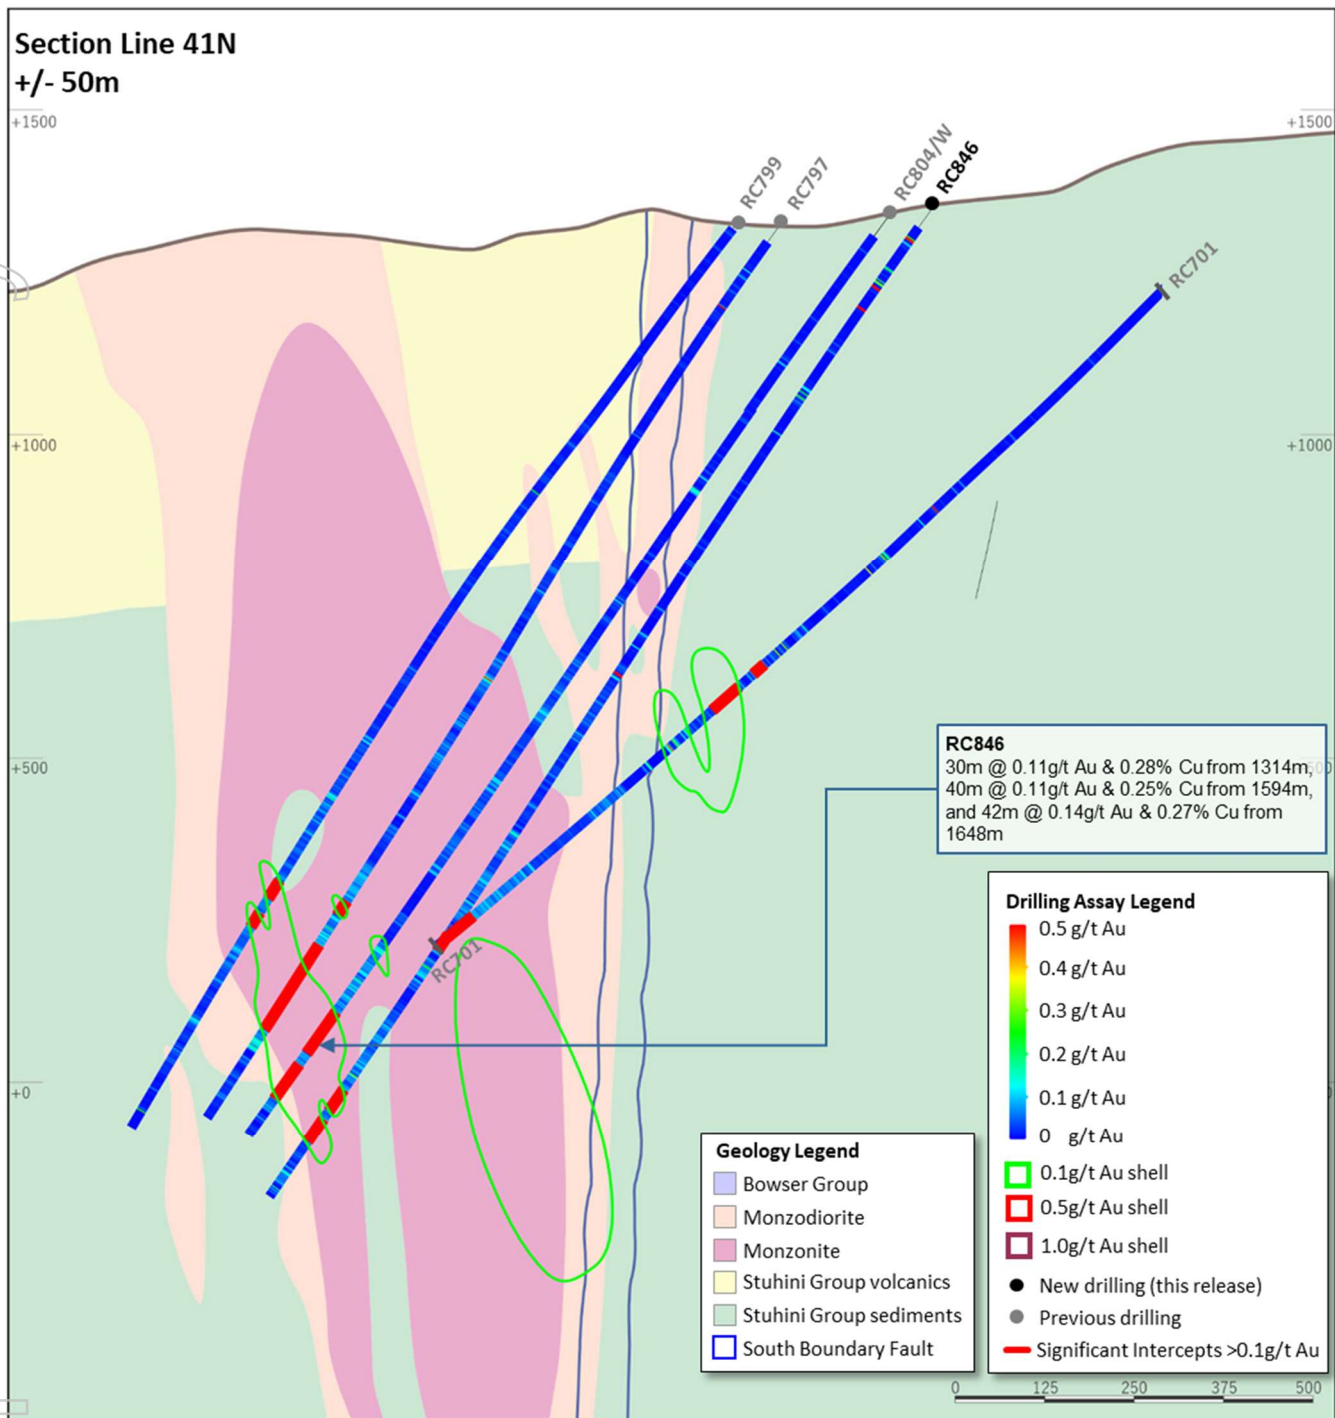 Section Line 41N
+/- 50m
+1500
+1500
RC799
RC797
RC804/W
RC846
RC701
+1000
+1000
+500
RC846
30m @ 0.11g/t Au & 0.28% Cu from 1314m,
40m @ 0.11g/t Au & 0.25% Cu from 1594m,
and 42m @ 0.14g/t Au & 0.27% Cu from
1648m
RC701
+0
Drilling Assay Legend
0.5 g/t Au
0.4 g/t Au
0.3 g/t Au
0.2 g/t Au
0.1 g/t Au
0 g/t Au
0.1g/t Au shell
0.5g/t Au shell
1.0g/t Au shell
New drilling (this release)
Previous drilling
Significant Intercepts >0.1g/t Au
Geology Legend
Bowser Group
Monzodiorite
Monzonite
Stuhini Group volcanics
Stuhini Group sediments
South Boundary Fault
0 125 250 375 500